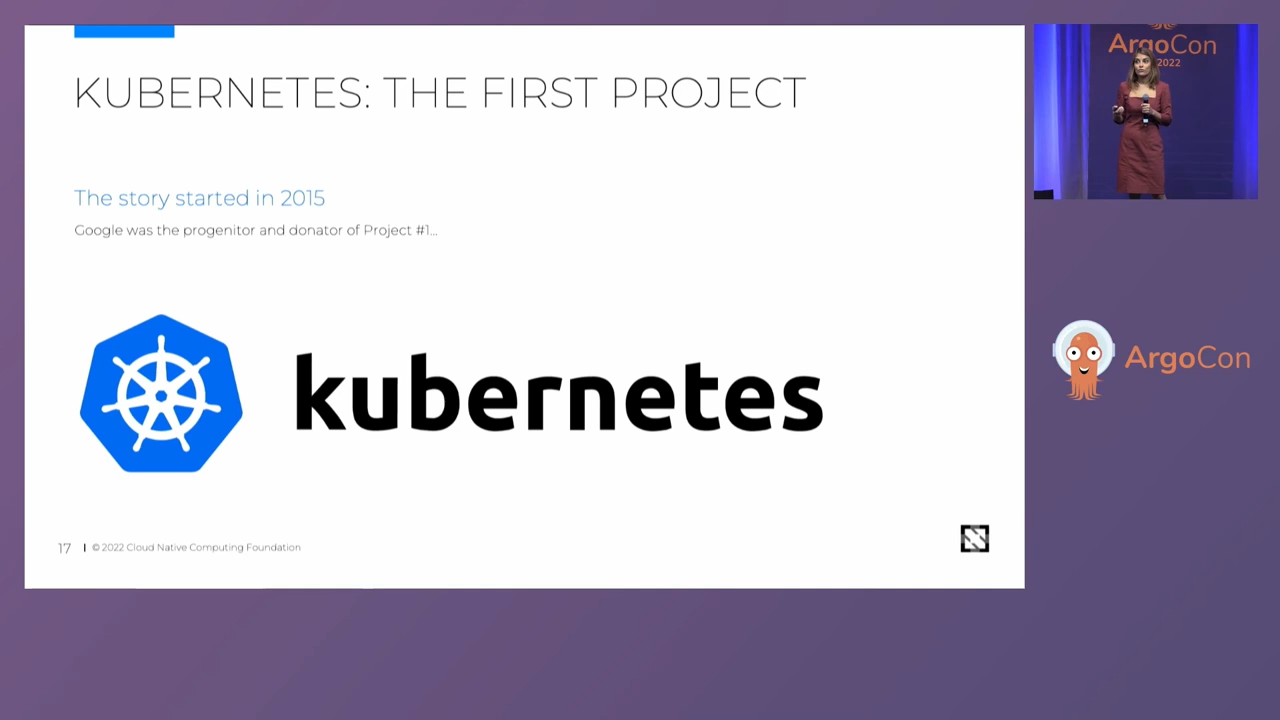 KUBERNETES: THE FIRST PROJECT
The story started in 2015
Google was the progenitor and donator of Project #1...
kubernetes
17 | © 2022 Cloud Native Computing Foundation
ArgoCon
2022
ArgoCon